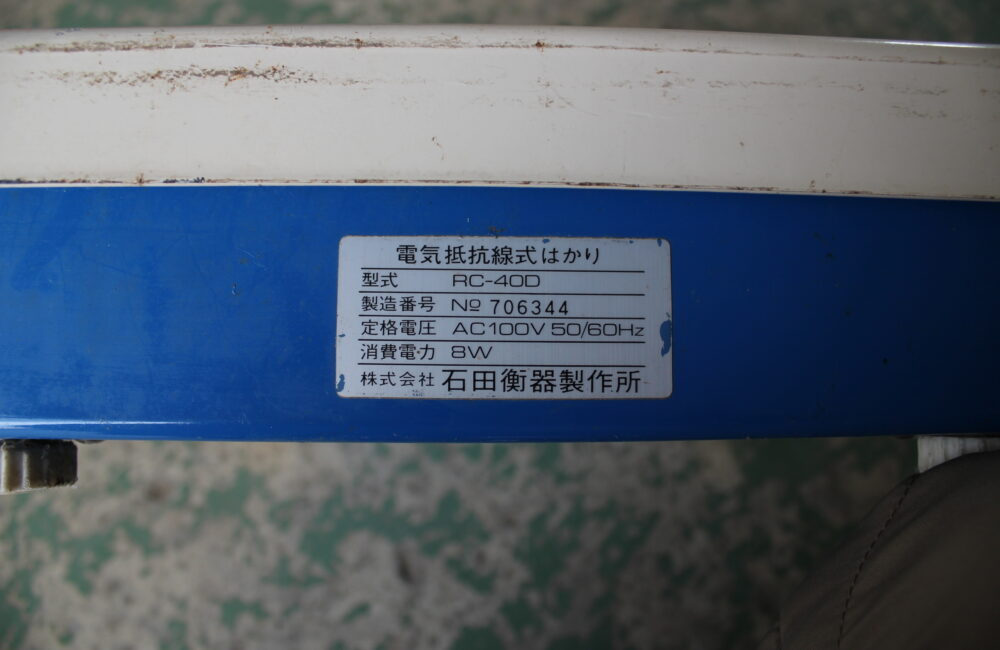 電気抵抗線式はかり
型式 RC-40D
製造番号 № 706344
定格電圧 AC100V 50/60Hz
消費電力 8W
株式会社 石田衡器製作所